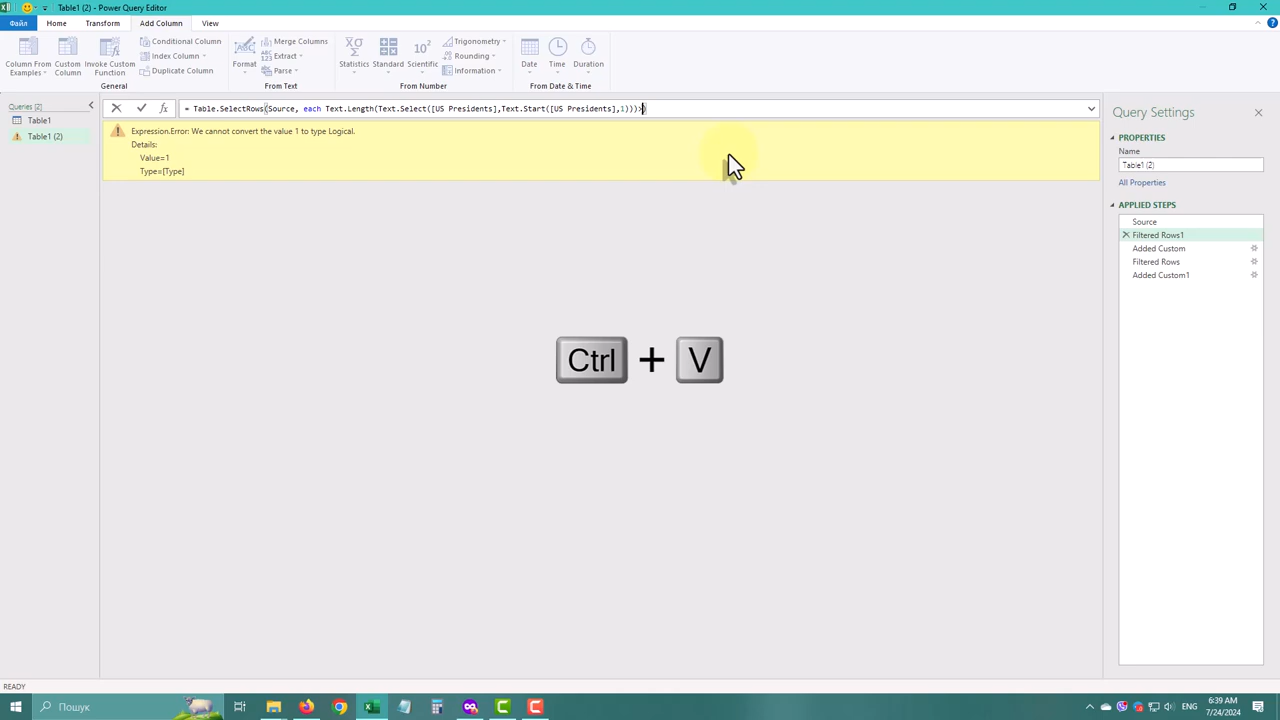 Table1 (2) - Power Query Editor
Файл
Home
Transform
Add Column
View
Column From
Examples
Custom
Column
Invoke Custom
Function
Conditional Column
Index Column
Duplicate Column
General
Format
Merge Columns
Extract
Parse
From Text
Statistics
Standard
Scientific
10²
Trigonometry
Rounding
Information
From Number
Date
Time
Duration
From Date & Time
Queries [2]
Table1
Table1 (2)
fx
= Table.SelectRows(Source, each Text.Length(Text.Select([US Presidents],Text.Start([US Presidents],1)))>)
Expression.Error: We cannot convert the value 1 to type Logical.
Details:
Value=1
Type=[Type]
Ctrl + V
Query Settings
PROPERTIES
Name
Table1 (2)
All Properties
APPLIED STEPS
Source
Filtered Rows1
Added Custom
Filtered Rows
Added Custom1
READY
Пошук
ENG
6:39 AM
7/24/2024